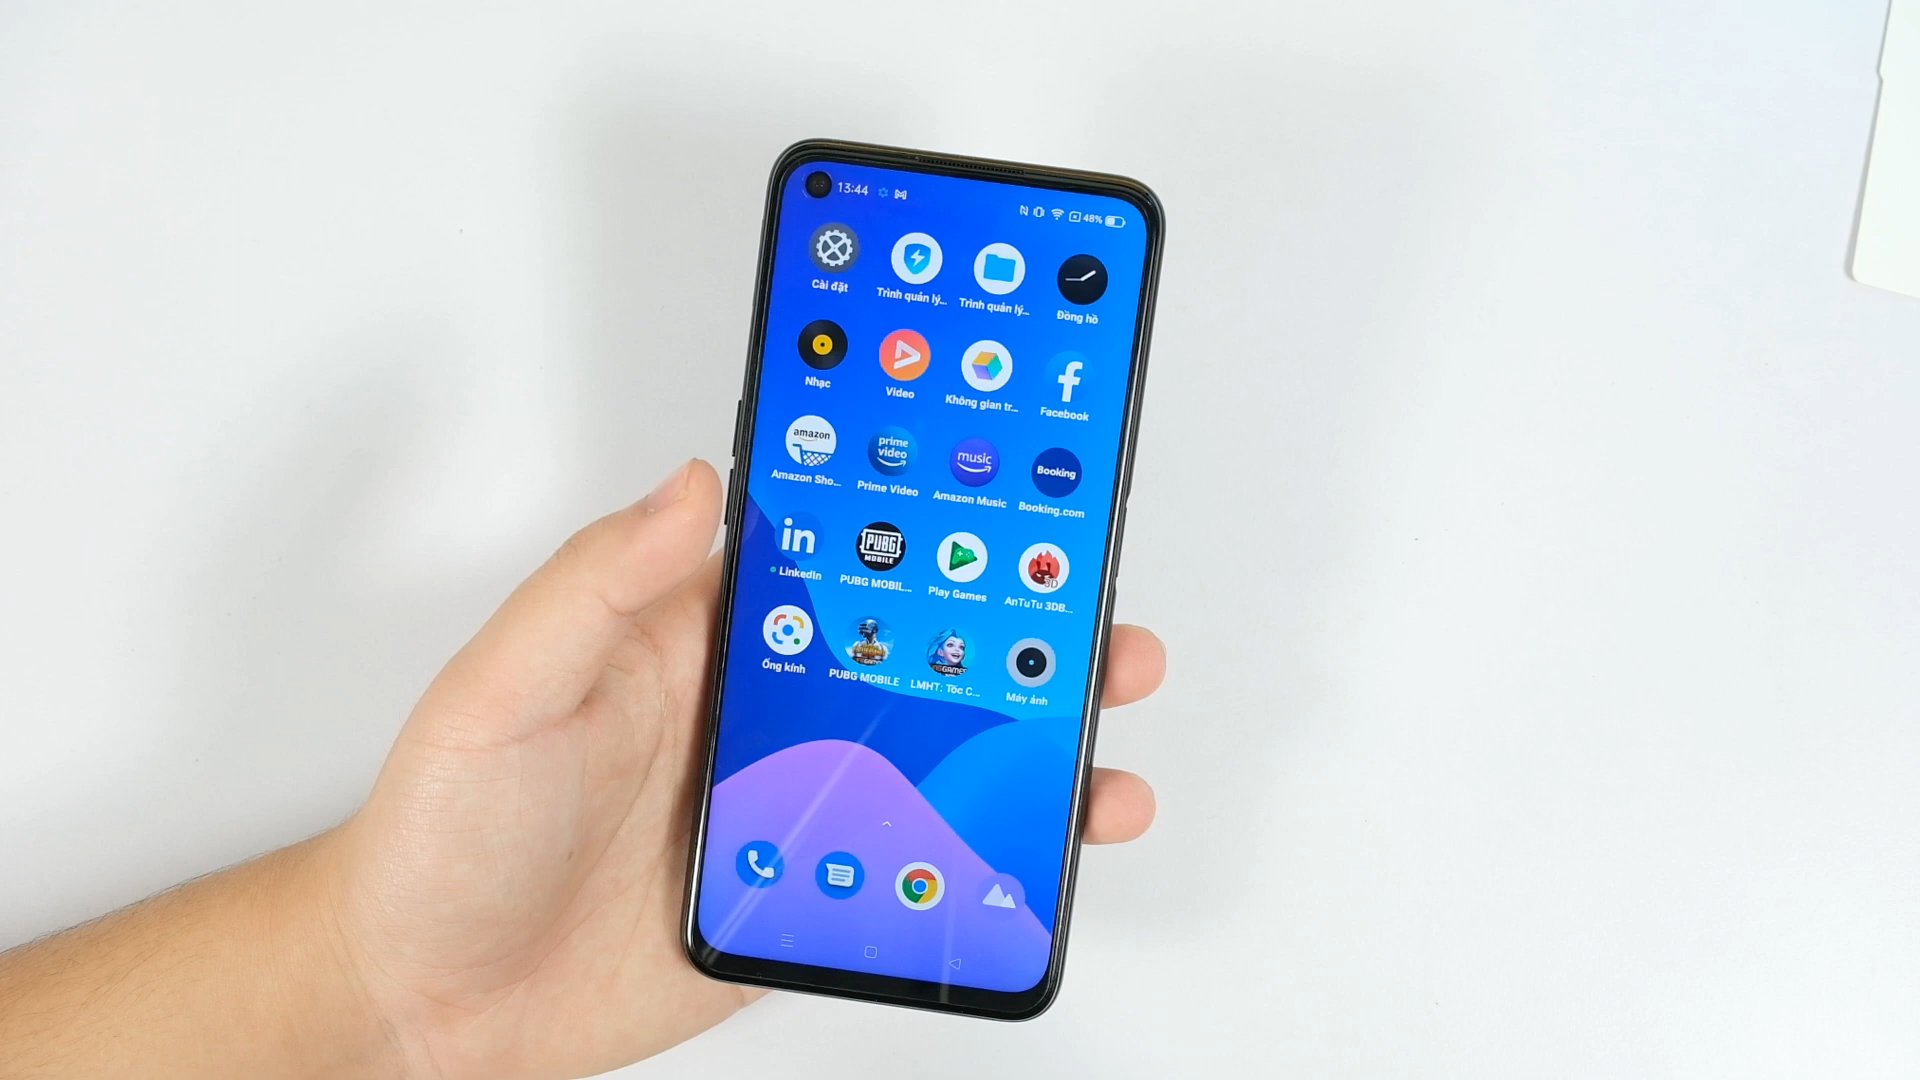 13:44
48%
Cài đặt
Trình quản lý...
Trình quản lý...
Đồng hồ
Nhạc
Video
Không gian tr...
Facebook
amazon
prime
video
music
Booking
Amazon Sho...
Prime Video
Amazon Music
Booking.com
in
PUBG
MOBILE
3D
LinkedIn
PUBG MOBIL...
Play Games
AnTuTu 3DB...
Ống kính
PUBG MOBILE
LMHT: Tốc C...
Máy ảnh